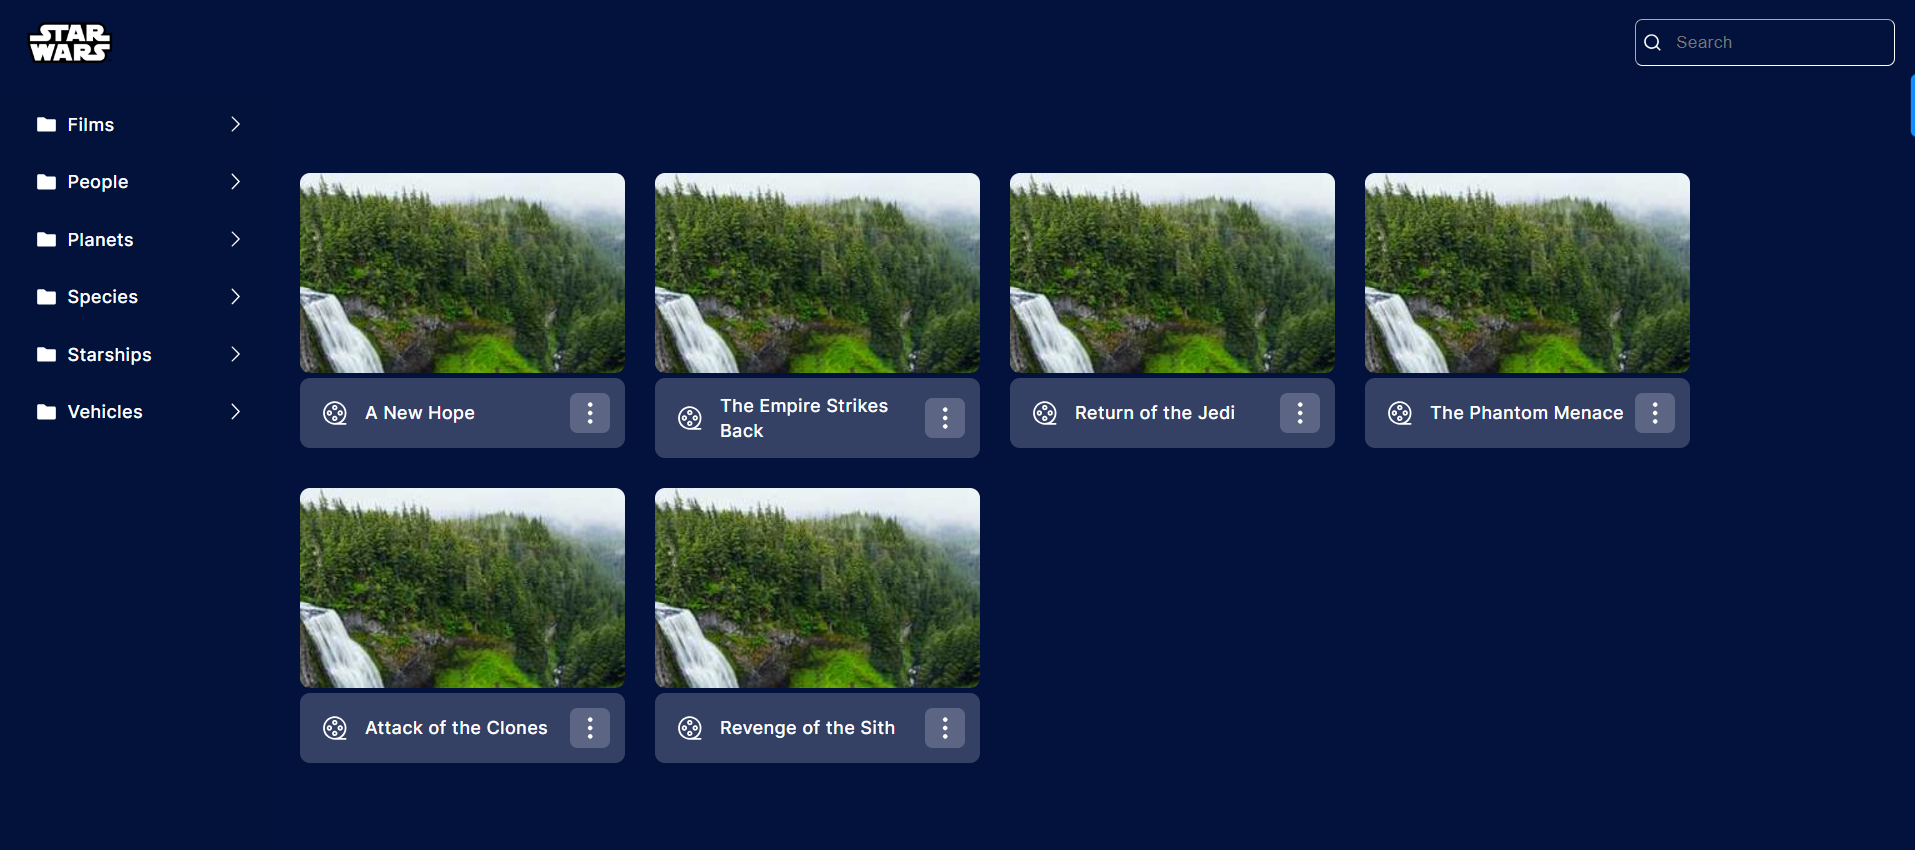 STAR
WARS
Search
Films
People
Planets
Species
Starships
Vehicles
A New Hope
The Empire Strikes
Back
Return of the Jedi
The Phantom Menace
Attack of the Clones
Revenge of the Sith